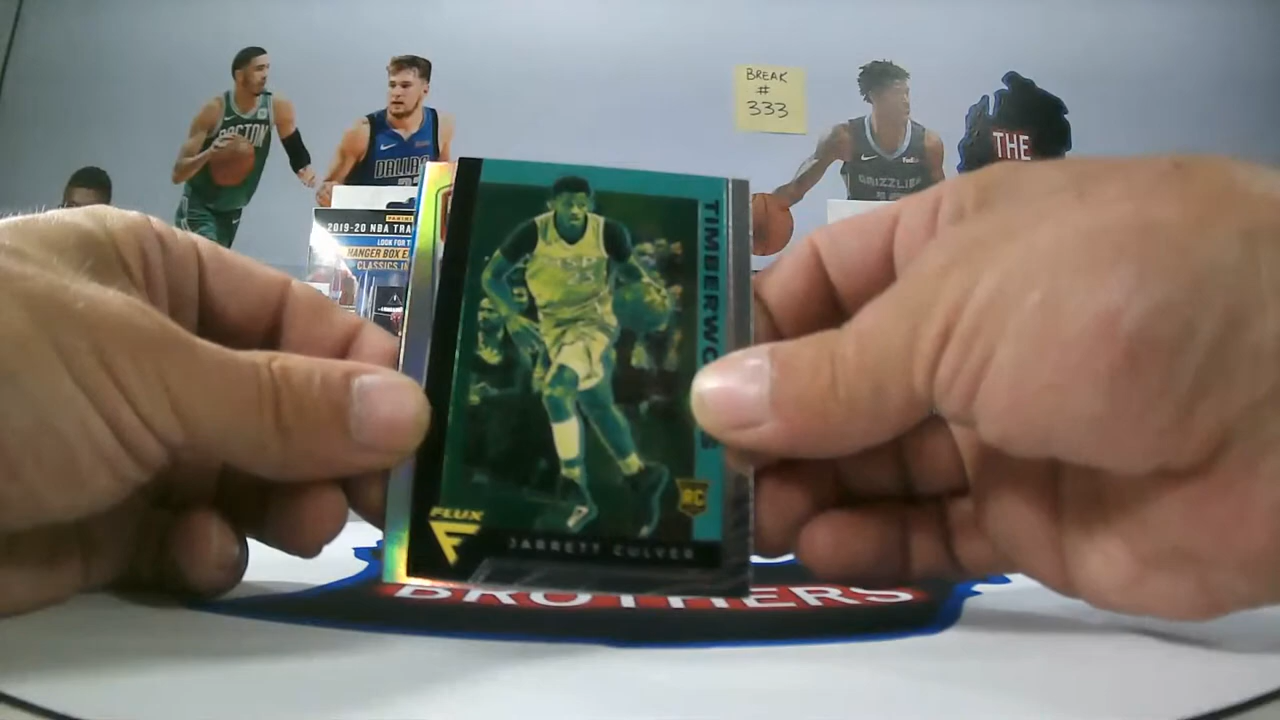 BREAK
#
333
BOSTON
DALLAS
GRIZZLIES
THE
PANINI
2019-20 NBA TRA
LOOK FOR T
HANGER BOX E
CLASSICS I
TIMBERWO
RC
FLUX
JARRETT CULVER
BROTHERS